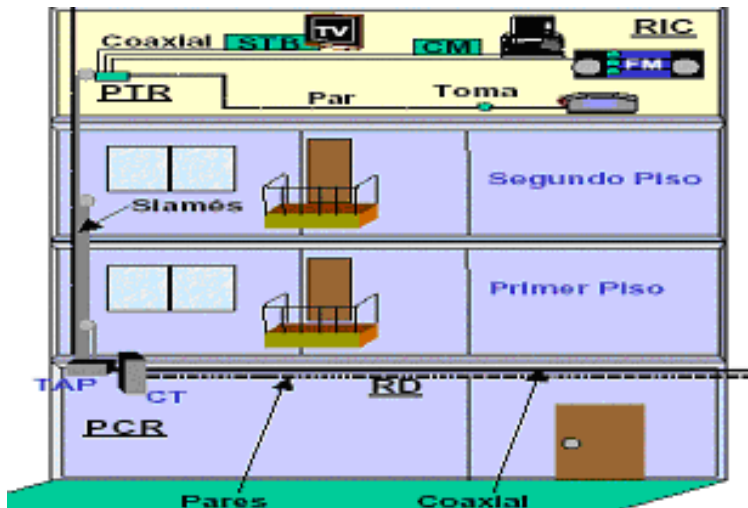 RIC
Coaxial STB TV CM
FM
PTR Par Toma
Segundo Piso
Siamés
Primer Piso
TAP CT RD
PCR
Pares Coaxial